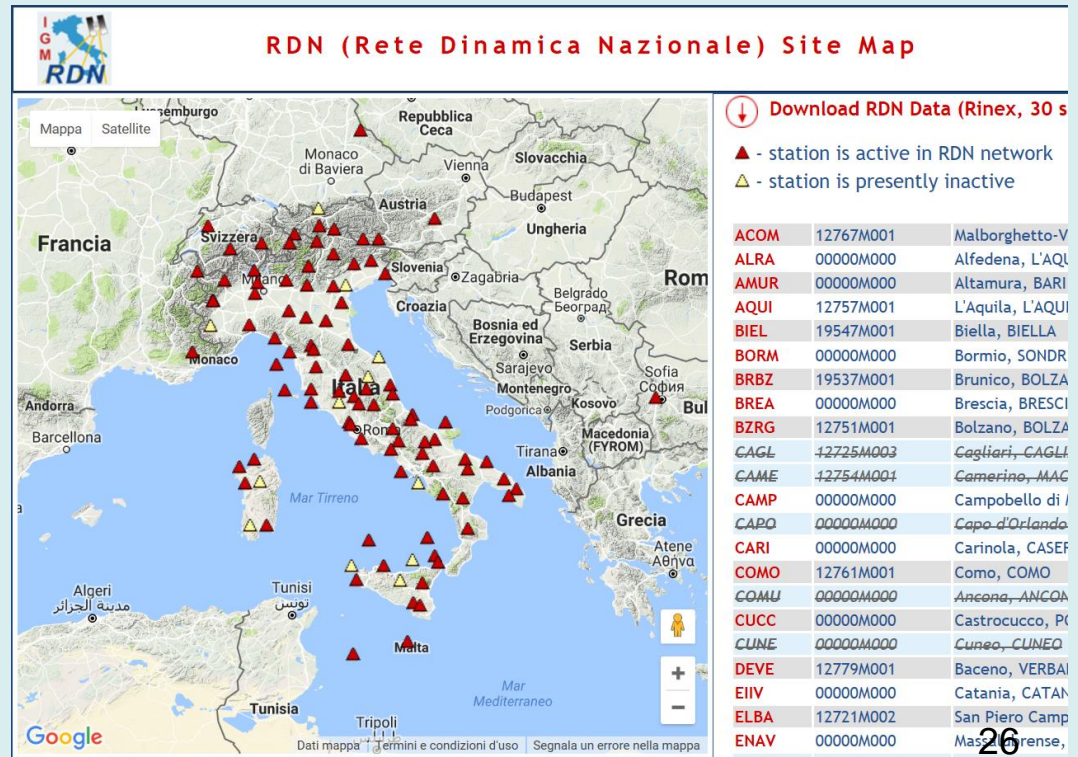 I
G
M
RDN
RDN (Rete Dinamica Nazionale) Site Map
Mappa Satellite
Repubblica
Ceca
Monaco
di Baviera
Vienna
Slovacchia
Budapest
Austria
Ungheria
Francia
Svizzera
Slovenia
Zagabria
Rom
Milano
Croazia
Belgrado
Београд
Bosnia ed
Erzegovina
Serbia
Monaco
Sarajevo
Sofia
София
Italia
Montenegro
Kosovo
Bul
Andorra
Podgorica
Roma
Barcellona
Macedonia
(FYROM)
Tirana
Albania
Mar Tirreno
Grecia
Atene
Αθήνα
Algeri
مدينة الجزائر
Tunisi
تونس
Malta
Mar
Mediterraneo
Tunisia
Tripoli
+
−
Google
Dati mappa Termini e condizioni d'uso Segnala un errore nella mappa
Download RDN Data (Rinex, 30 s
- station is active in RDN network
- station is presently inactive
ACOM 12767M001 Malborghetto-V
ALRA 00000M000 Alfedena, L'AQU
AMUR 00000M000 Altamura, BARI
AQUI 12757M001 L'Aquila, L'AQUI
BIEL 19547M001 Biella, BIELLA
BORM 00000M000 Bormio, SONDR
BRBZ 19537M001 Brunico, BOLZA
BREA 00000M000 Brescia, BRESCI
BZRG 12751M001 Bolzano, BOLZA
CAGL 12725M003 Cagliari, CAGLI
CAME 12754M001 Camerino, MAC
CAMP 00000M000 Campobello di
CAPO 00000M000 Capo d'Orlando
CARI 00000M000 Carinola, CASER
COMO 12761M001 Como, COMO
COMU 00000M000 Ancona, ANCON
CUCC 00000M000 Castrocucco, PO
CUNE 00000M000 Cuneo, CUNEO
DEVE 12779M001 Baceno, VERBAN
EIIV 00000M000 Catania, CATAN
ELBA 12721M002 San Piero Camp
ENAV 00000M000 Massalubrense,
26